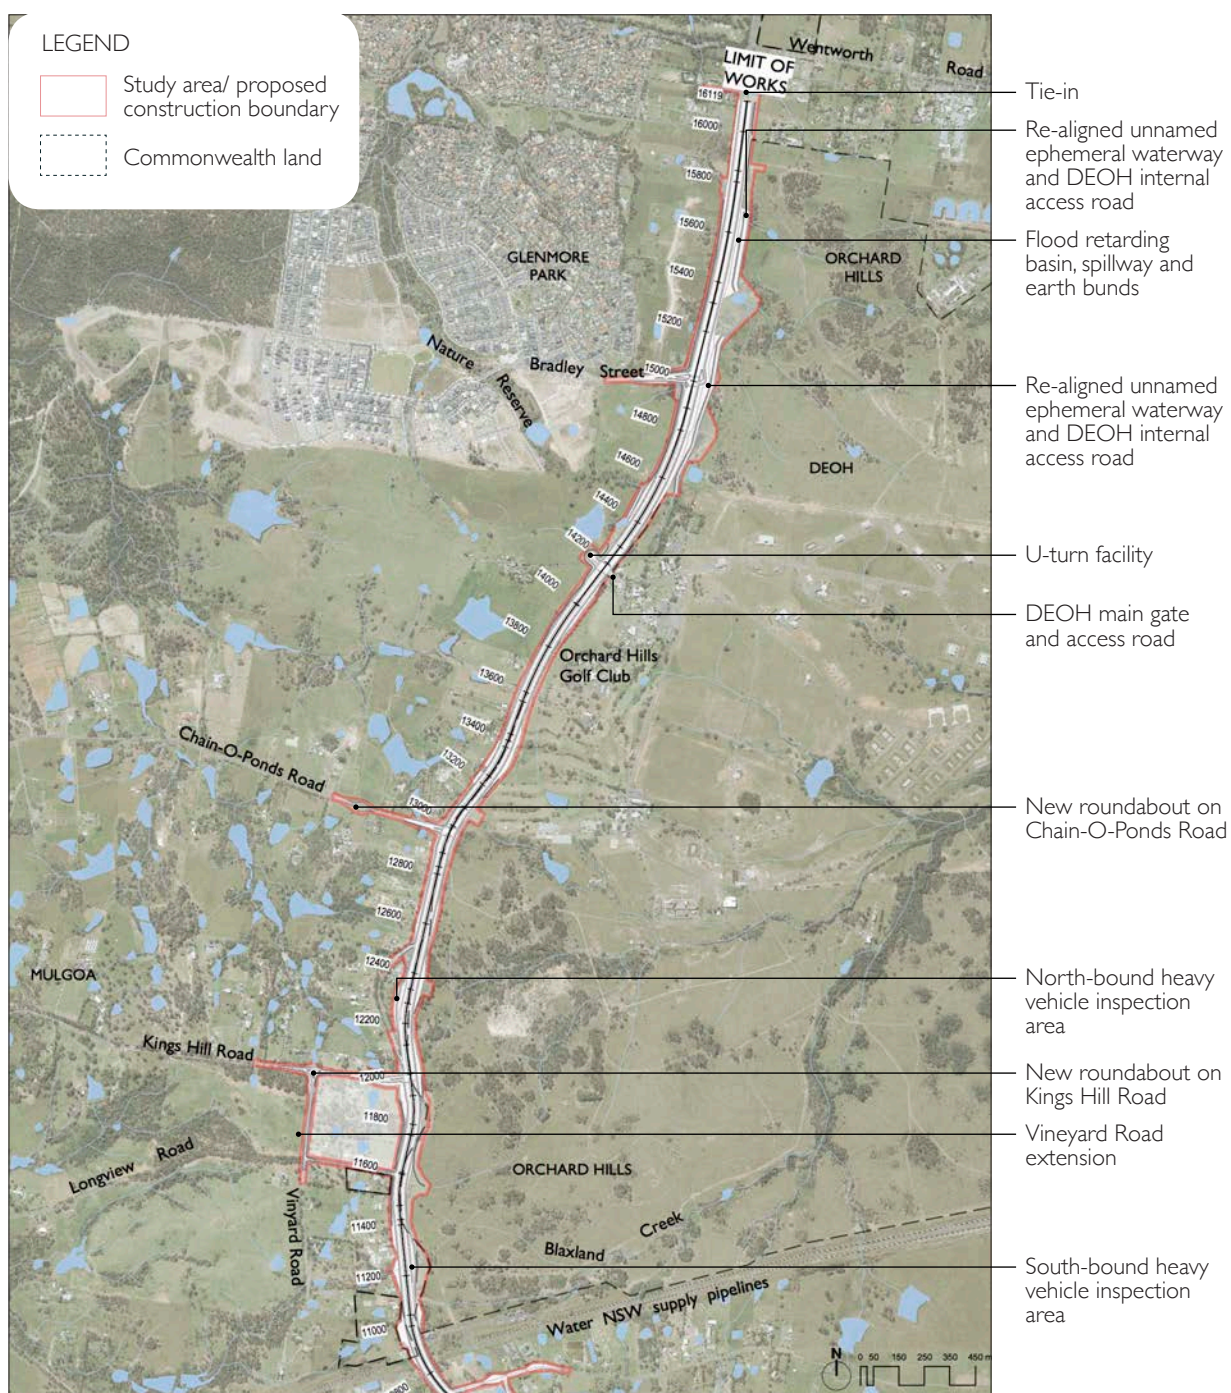 LEGEND
Study area/ proposed
construction boundary
Commonwealth land
Wentworth Road
LIMIT OF
WORKS
16119
16000
15800
15600
15400
15200
15000
14800
14600
14400
14200
14000
13800
13600
13400
13200
13000
12800
12600
12400
12200
12000
11800
11600
11400
11200
11000
GLENMORE
PARK
ORCHARD
HILLS
Nature Reserve
Bradley Street
DEOH
Orchard Hills
Golf Club
Chain-O-Ponds Road
MULGOA
Kings Hill Road
Longview Road
Vinyard Road
ORCHARD HILLS
Blaxland Creek
Water NSW supply pipelines
N
0 50 150 250 350 450 m
Tie-in
Re-aligned unnamed
ephemeral waterway
and DEOH internal
access road
Flood retarding
basin, spillway and
earth bunds
Re-aligned unnamed
ephemeral waterway
and DEOH internal
access road
U-turn facility
DEOH main gate
and access road
New roundabout on
Chain-O-Ponds Road
North-bound heavy
vehicle inspection
area
New roundabout on
Kings Hill Road
Vineyard Road
extension
South-bound heavy
vehicle inspection
area